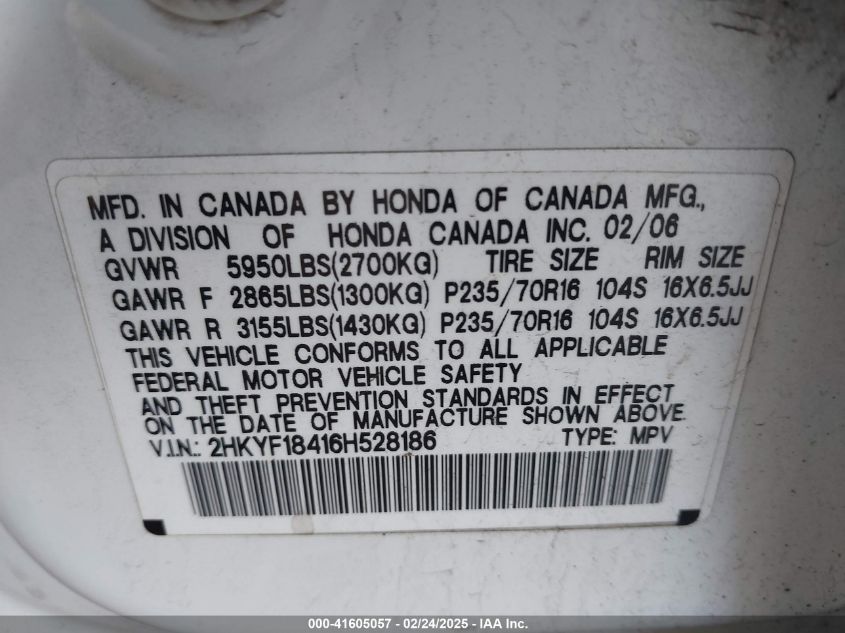 MFD. IN CANADA BY HONDA OF CANADA MFG.,
A DIVISION OF HONDA CANADA INC. 02/06
GVWR 5950LBS(2700KG) TIRE SIZE RIM SIZE
GAWR F 2865LBS(1300KG) P235/70R16 104S 16X6.5JJ
GAWR R 3155LBS(1430KG) P235/70R16 104S 16X6.5JJ
THIS VEHICLE CONFORMS TO ALL APPLICABLE
FEDERAL MOTOR VEHICLE SAFETY
AND THEFT PREVENTION STANDARDS IN EFFECT
ON THE DATE OF MANUFACTURE SHOWN ABOVE.
V.I.N.: 2HKYF18416H528186 TYPE: MPV
000-41605057 - 02/24/2025 - IAA Inc.